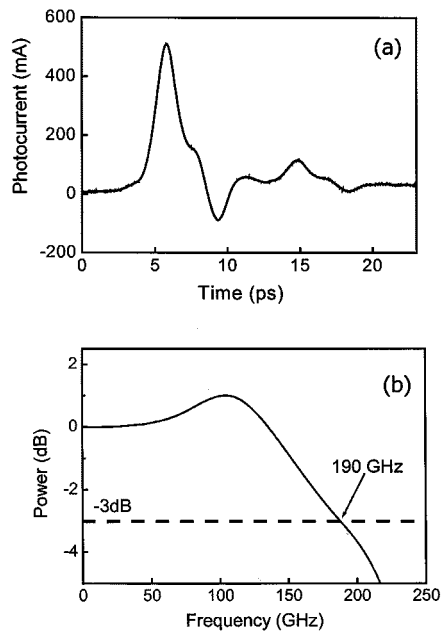 (a)
Photocurrent (mA)
600
400
200
0
-200
0 5 10 15 20
Time (ps)
(b)
Power (dB)
2
0
-2
-4
-3dB
190 GHz
0 50 100 150 200 250
Frequency (GHz)